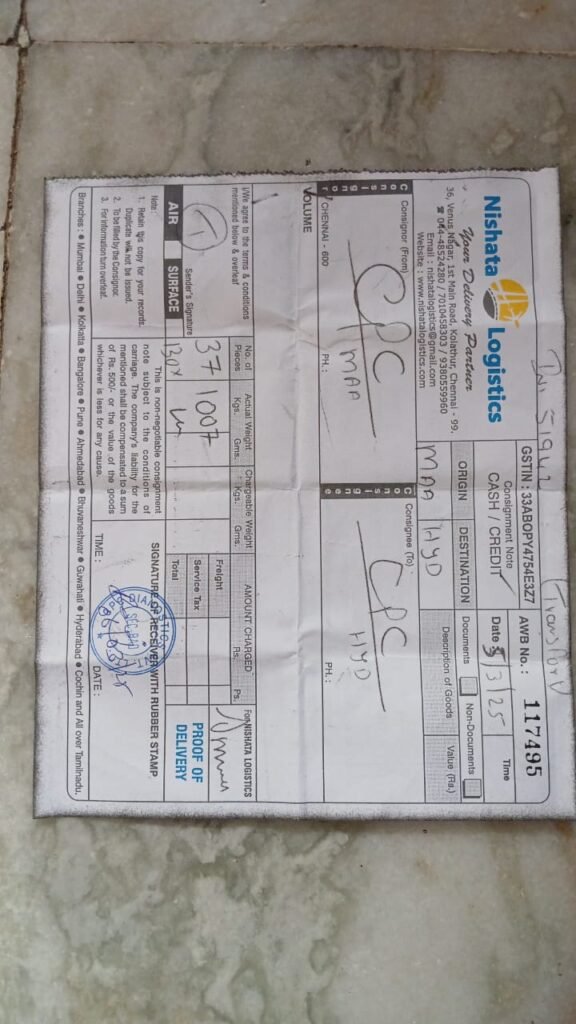 Nishata Logistics
Your Delivery Partner
36, Venus Nagar, 1st Main Road, Kolathur, Chennai - 99.
☎ 044-48524280 / 7010458303 / 9380559960
Email : nishatalogistics@gmail.com
Website : www.nishatalogistics.com
GSTIN : 33ABOPY4754E3Z7
AWB No. : 117495
Consignment Note
CASH / CREDIT
Date 5/3/25
Time
ORIGIN
DESTINATION
MAA
HYD
Documents
Non-Documents
Description of Goods
Value (Rs.)
Consignor
Consignor (From)
CPC
MAA
CHENNAI - 600
PH. :
Consignee
Consignee (To)
CPC
HYD
PH. :
VOLUME
I/We agree to the terms & conditions
mentioned below & overleaf
Sender's Signature
No. of
Pieces
Actual Weight
Kgs. Gms.
Chargeable Weight
Kgs. Gms.
37
1007
AMOUNT CHARGED
Rs. Ps.
Freight
Service Tax
Total
For NISHATA LOGISTICS
AIR
SURFACE
PROOF OF
DELIVERY
Note:
1. Retain this copy for your records.
Duplicate will not be issued.
2. To be filled by the Consignor.
3. For information turn overleaf.
This is non-negotiable consignment
note subject to the conditions of
carriage. The company's liability for the
mentioned shall be compensated to a sum
of Rs. 500/- or the value of the goods
whichever is less for any cause.
SIGNATURE OF RECEIVER WITH RUBBER STAMP
TIME :
DATE :
Branches : ● Mumbai ● Delhi ● Kolkatta ● Bangalore ● Pune ● Ahmedabad ● Bhuvaneshwar ● Guwahati ● Hyderabad ● Cochin and All over Tamilnadu.